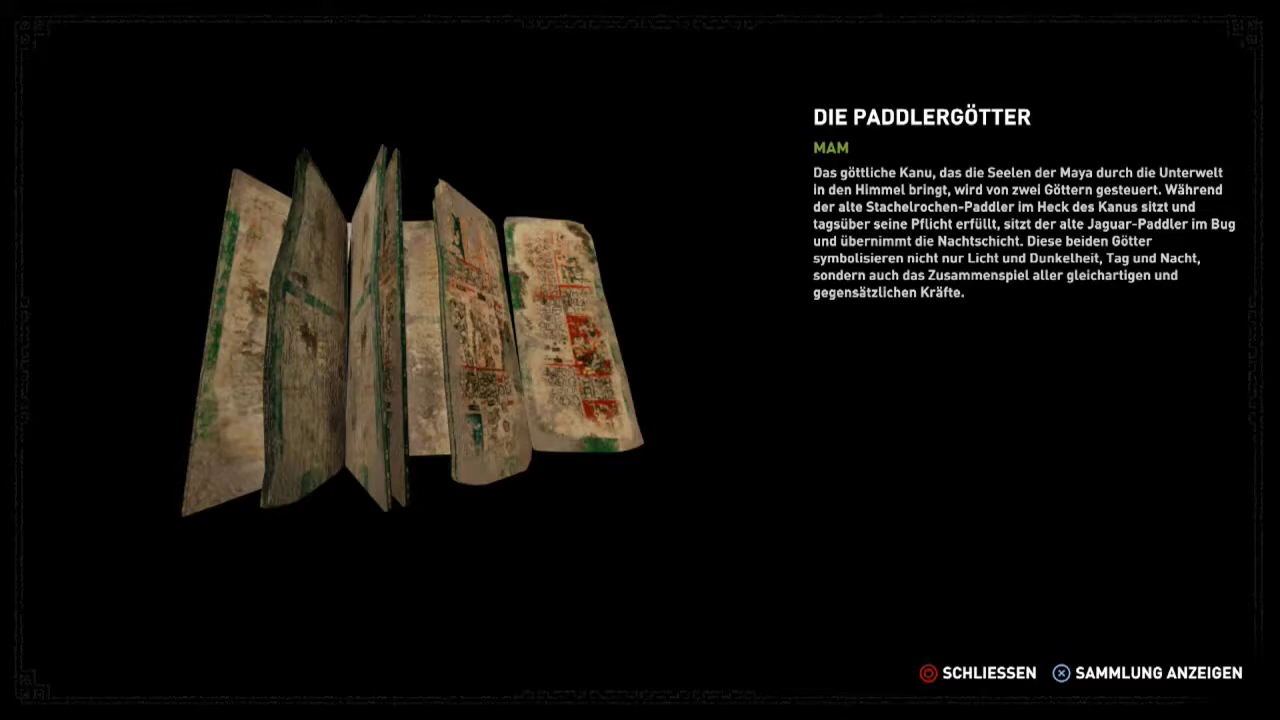 DIE PADDLERGÖTTER
MAM
Das göttliche Kanu, das die Seelen der Maya durch die Unterwelt
in den Himmel bringt, wird von zwei Göttern gesteuert. Während
der alte Stachelrochen-Paddler im Heck des Kanus sitzt und
tagsüber seine Pflicht erfüllt, sitzt der alte Jaguar-Paddler im Bug
und übernimmt die Nachtschicht. Diese beiden Götter
symbolisieren nicht nur Licht und Dunkelheit, Tag und Nacht,
sondern auch das Zusammenspiel aller gleichartigen und
gegensätzlichen Kräfte.
SCHLIESSEN SAMMLUNG ANZEIGEN